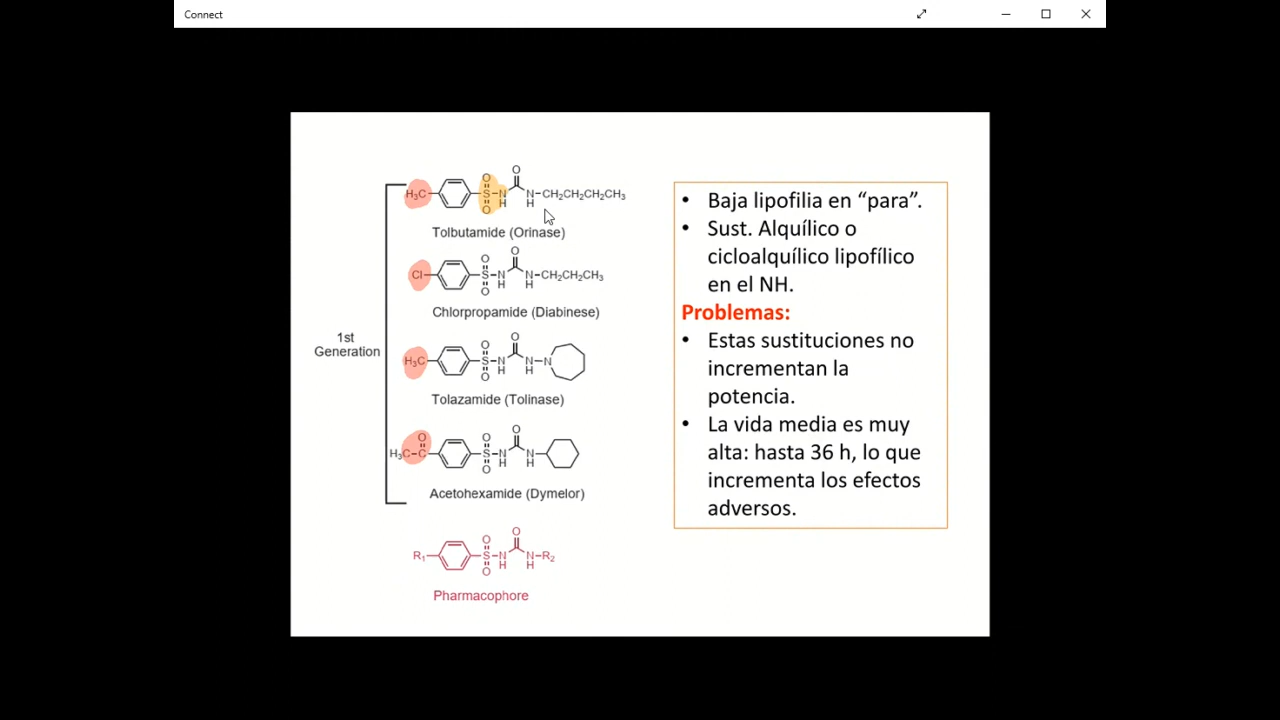 Connect
H₃C
O
S
O
N
H
O
N
H
CH₂CH₂CH₂CH₃
Tolbutamide (Orinase)
Cl
O
S
O
N
H
O
N
H
CH₂CH₂CH₃
Chlorpropamide (Diabinese)
1st
Generation
H₃C
O
S
O
N
H
O
N
H
N
Tolazamide (Tolinase)
H₃C-C
O
O
S
O
N
H
O
N
H
Acetohexamide (Dymelor)
R₁
O
S
O
N
H
O
N-R₂
H
Pharmacophore
• Baja lipofilia en “para”.
• Sust. Alquílico o
cicloalquílico lipofílico
en el NH.
Problemas:
• Estas sustituciones no
incrementan la
potencia.
• La vida media es muy
alta: hasta 36 h, lo que
incrementa los efectos
adversos.